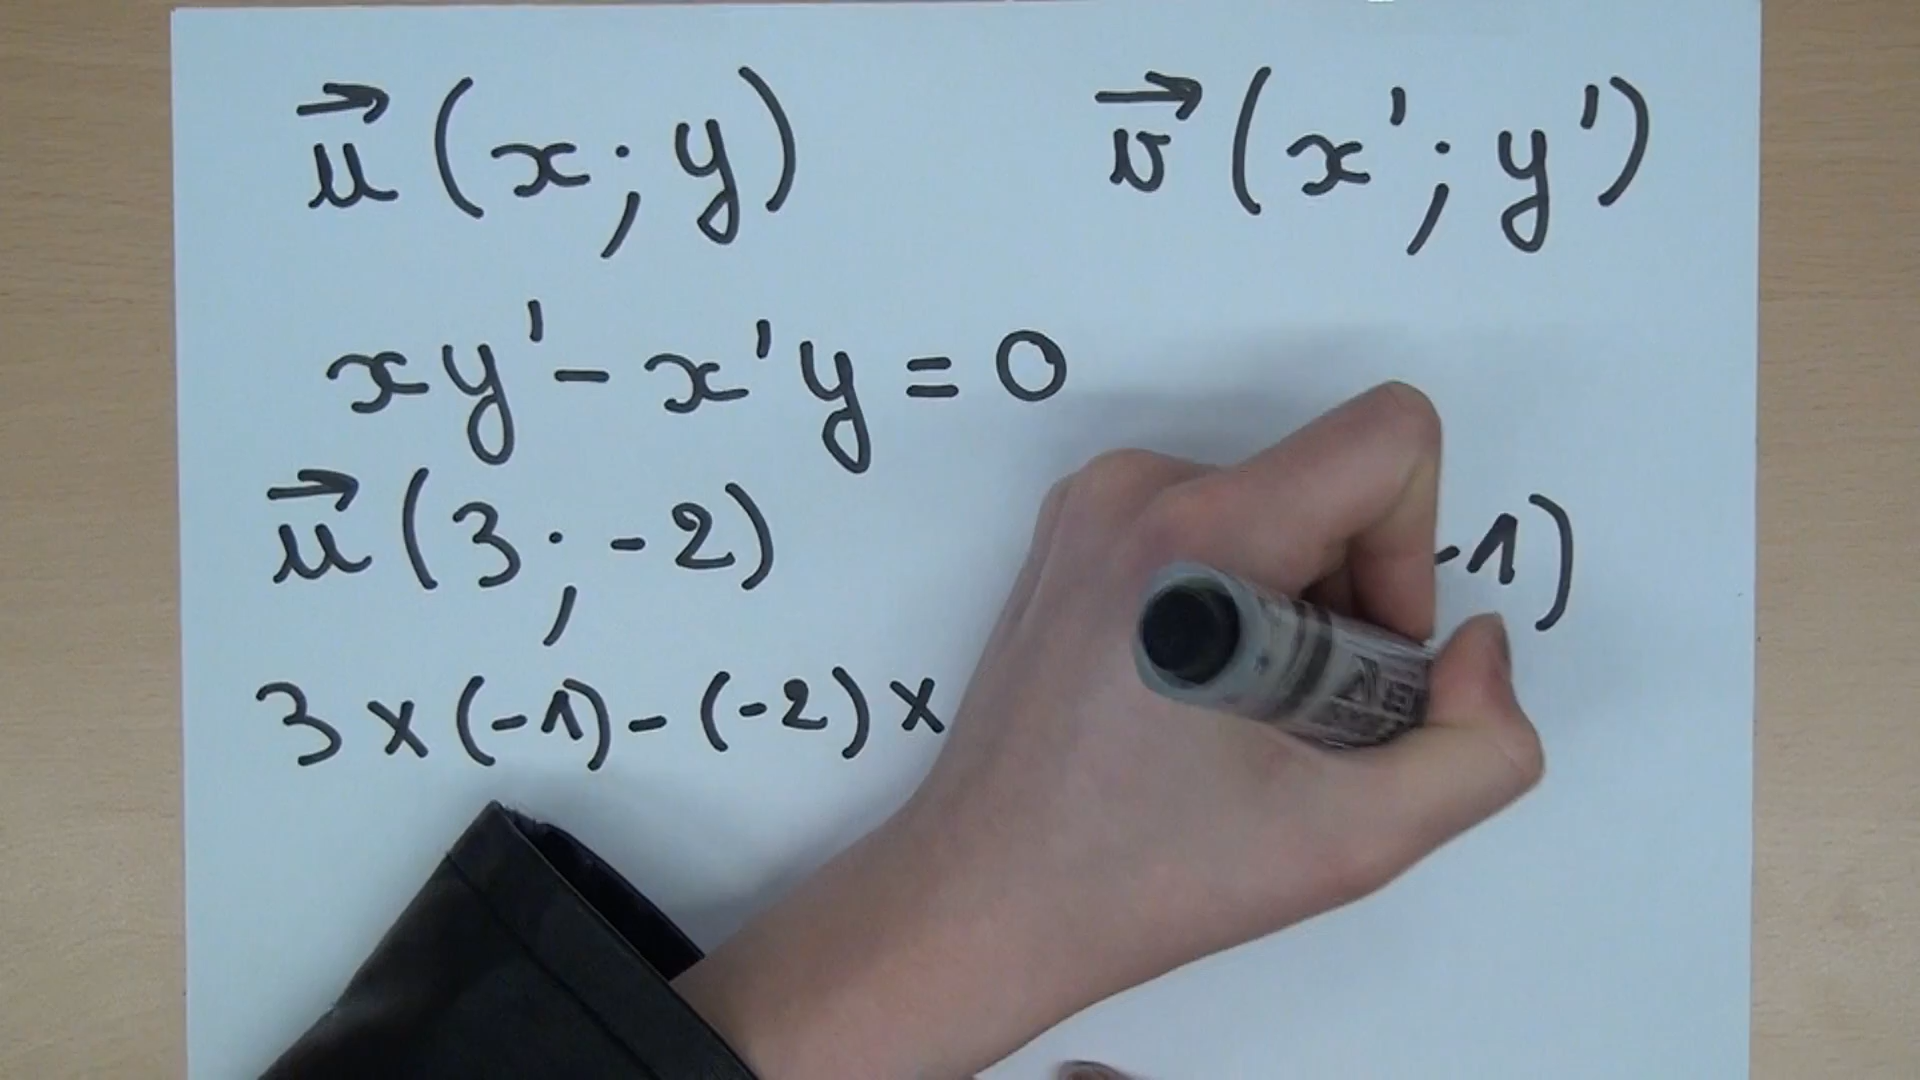 u⃗ (x ; y) v⃗ (x' ; y')
xy' - x'y = 0
u⃗ (3 ; -2) -1)
3 × (-1) - (-2) ×